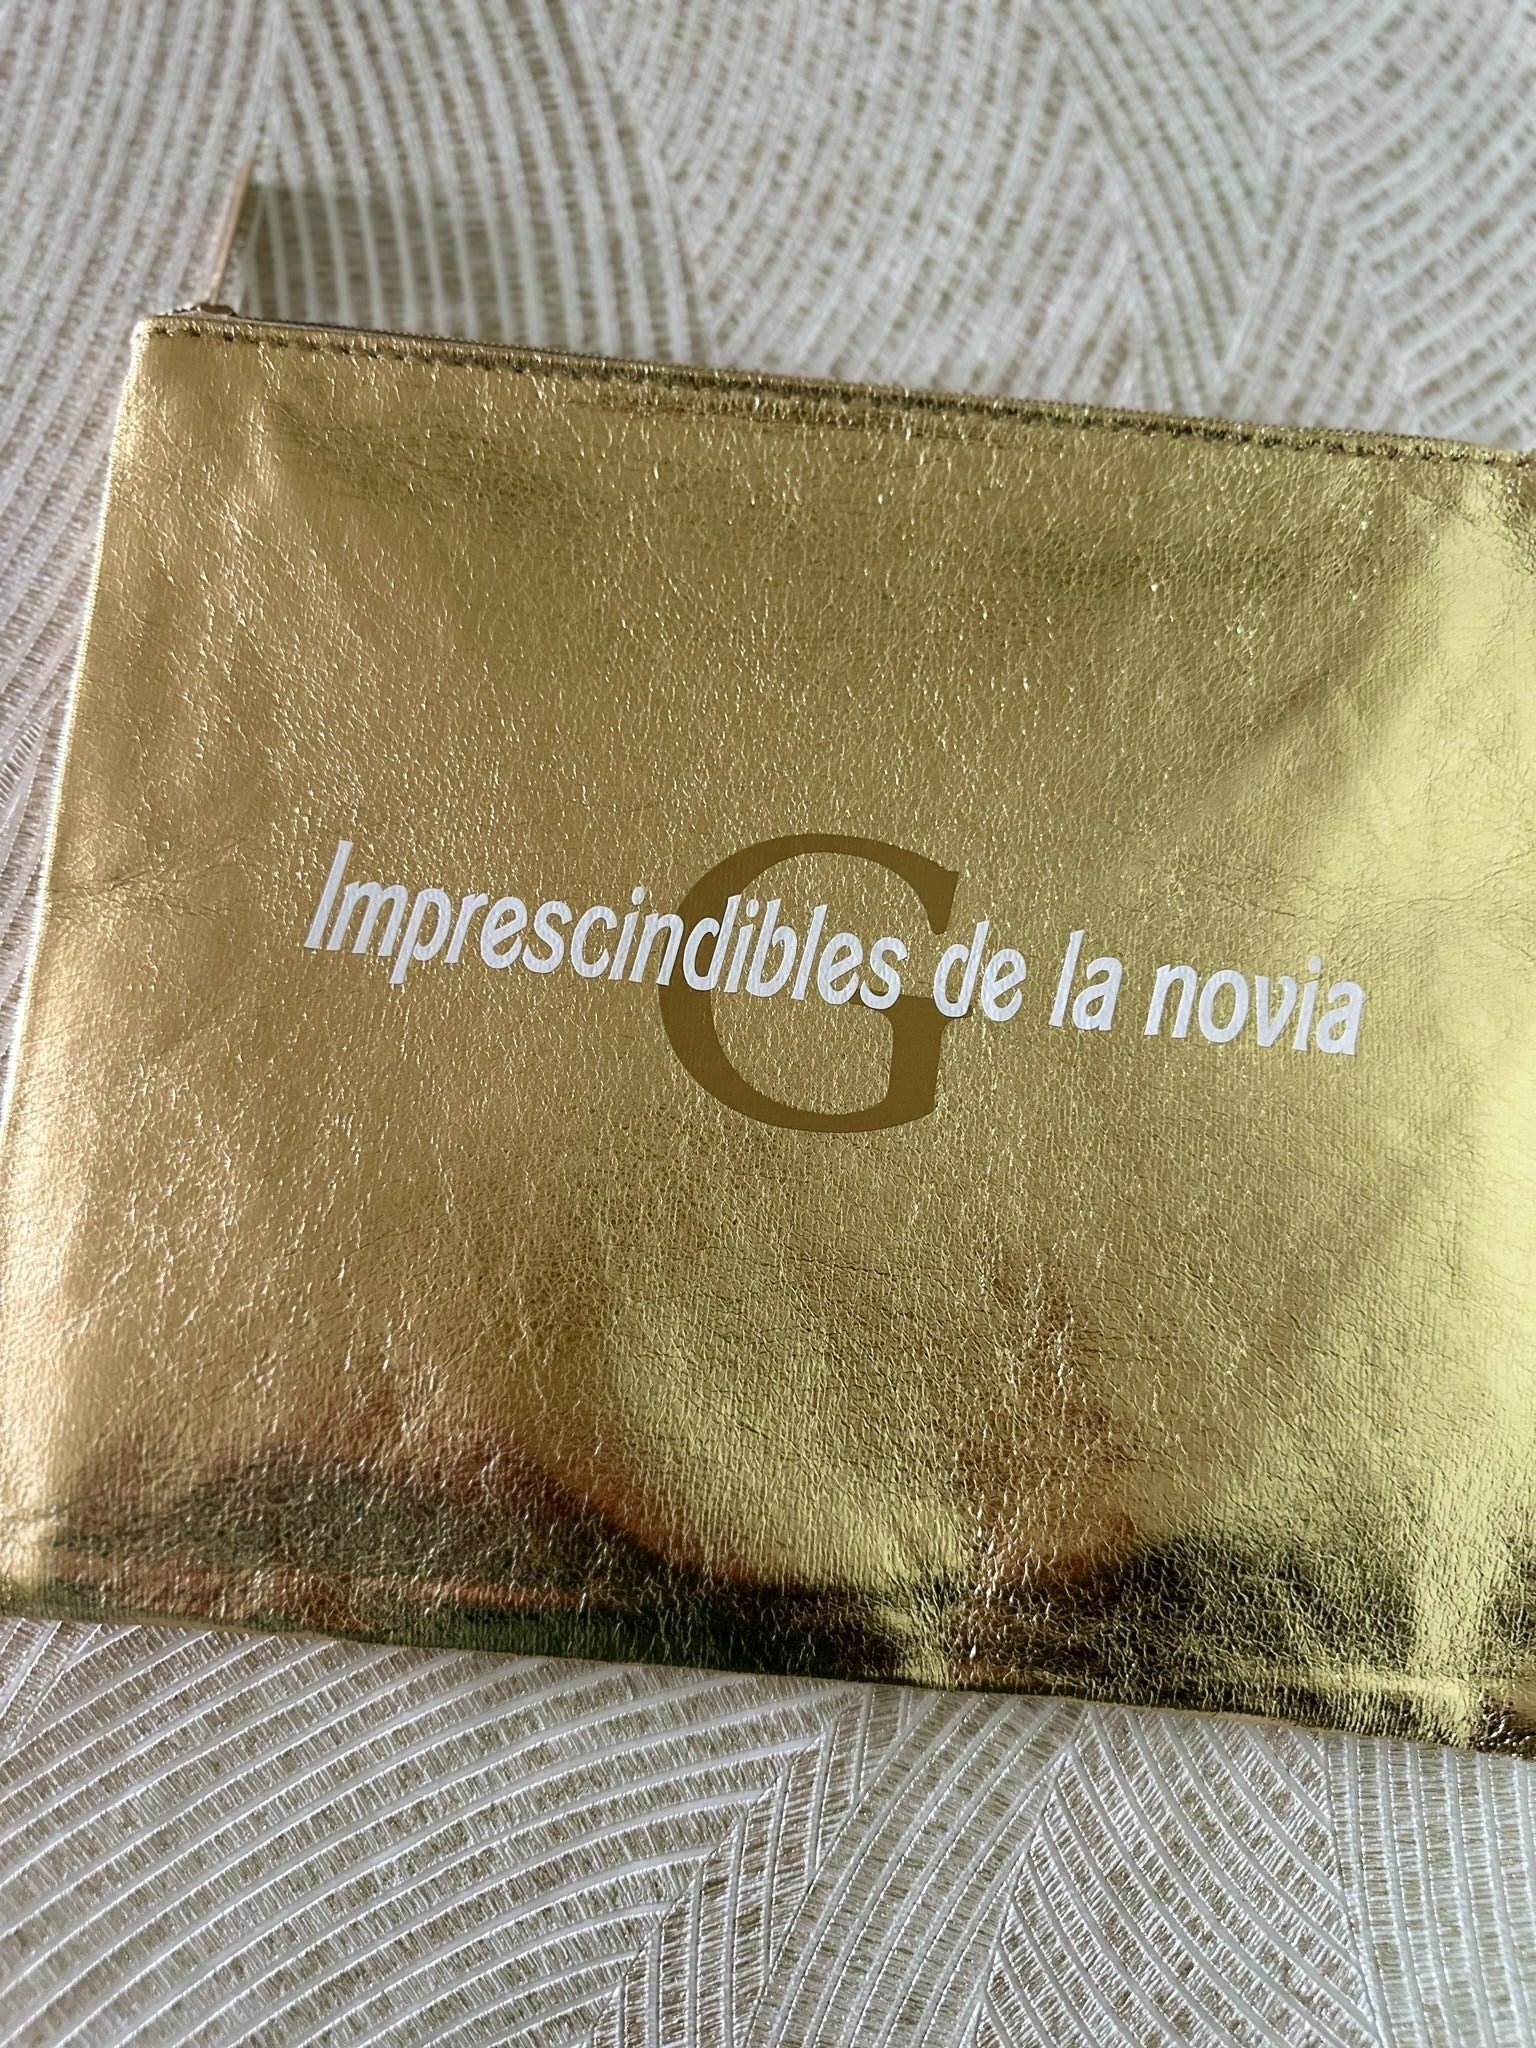 G
Imprescindibles de la novia